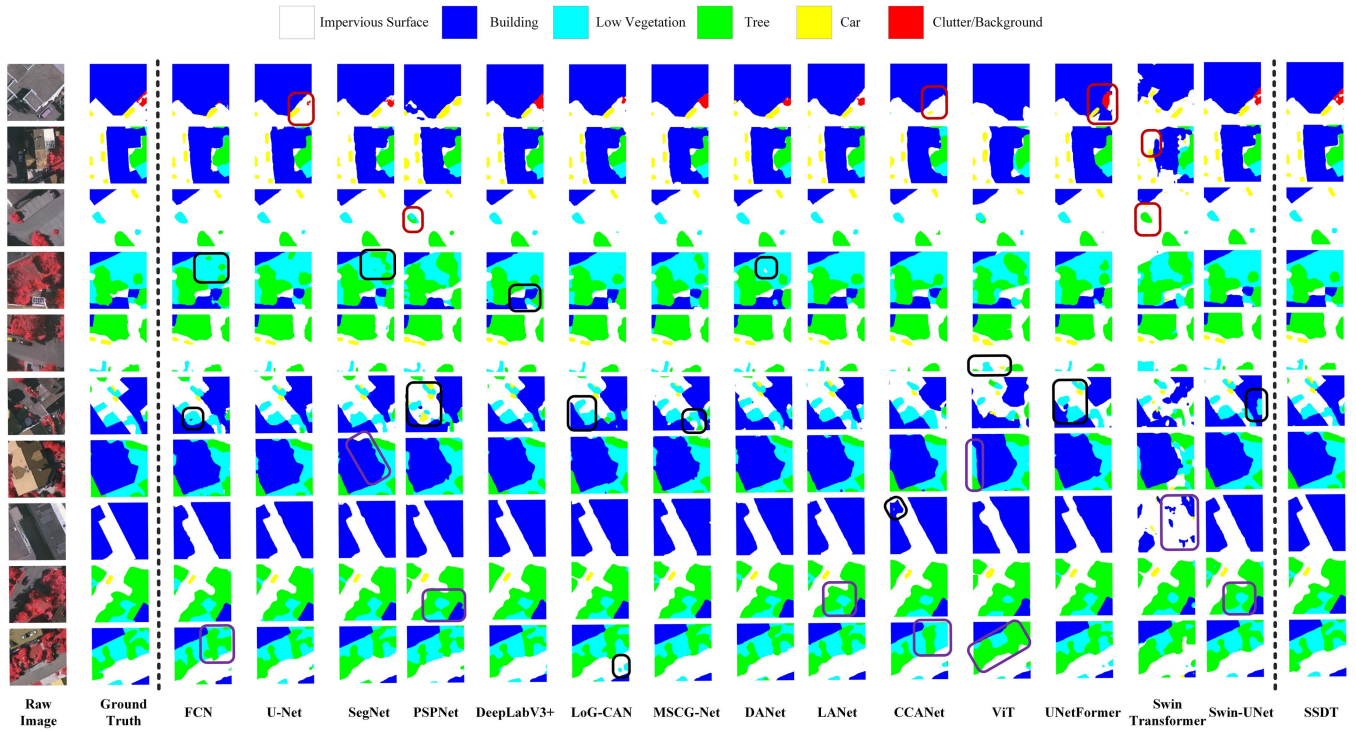 Impervious Surface Building Low Vegetation Tree Car Clutter/Background
Raw Image
Ground Truth
FCN
U-Net
SegNet
PSPNet
DeepLabV3+
LoG-CAN
MSCG-Net
DANet
LANet
CCANet
ViT
UNetFormer
Swin Transformer
Swin-UNet
SSDT